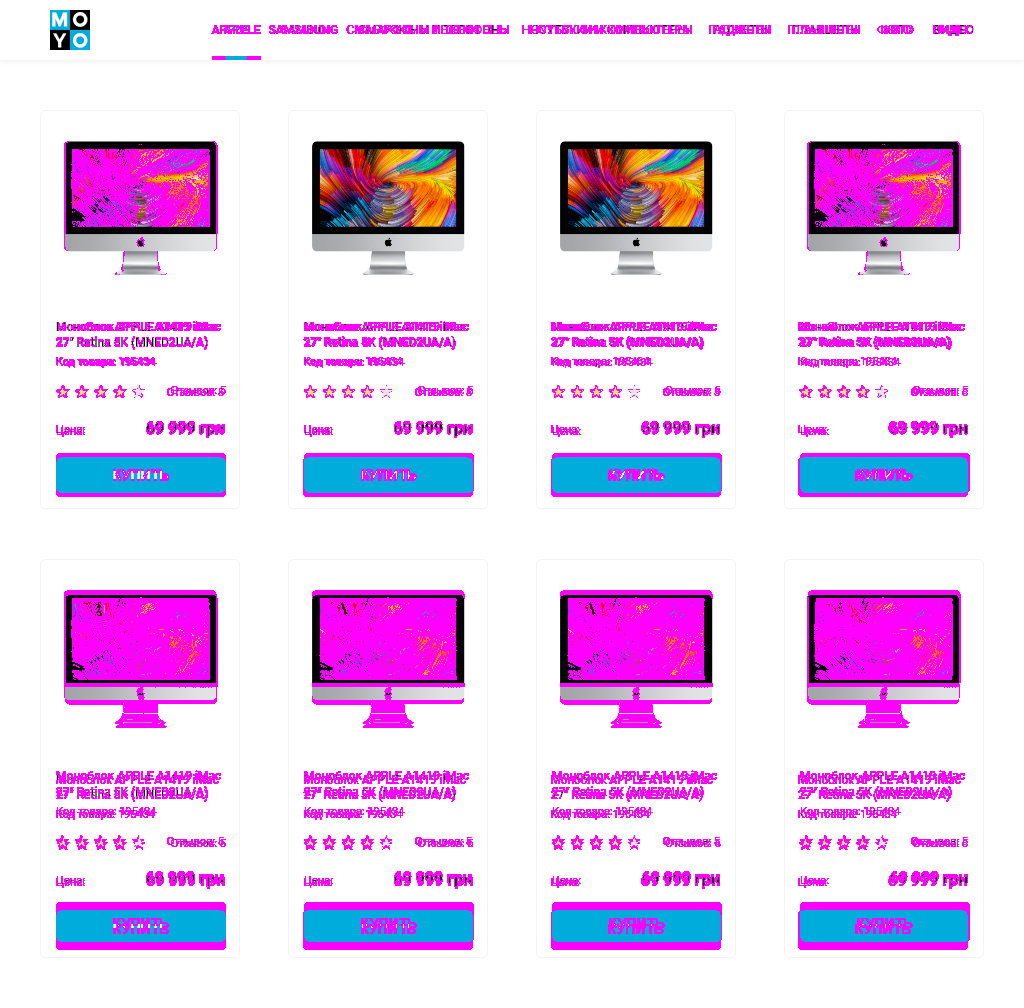 MOYO
APPLE SAMSUNG СМАРТФОНЫ И ТЕЛЕФОНЫ НОУТБУКИ И КОМПЬЮТЕРЫ ГАДЖЕТЫ ПЛАНШЕТЫ ФОТО ВИДЕО
Моноблок APPLE A1419 iMac
27" Retina 5K (MNED2UA/A)
Код товара: 195434
Отзывов: 5
Цена: 69 999 грн
КУПИТЬ
Моноблок APPLE A1419 iMac
27" Retina 5K (MNED2UA/A)
Код товара: 195434
Отзывов: 5
Цена: 69 999 грн
КУПИТЬ
Моноблок APPLE A1419 iMac
27" Retina 5K (MNED2UA/A)
Код товара: 195434
Отзывов: 5
Цена: 69 999 грн
КУПИТЬ
Моноблок APPLE A1419 iMac
27" Retina 5K (MNED2UA/A)
Код товара: 195434
Отзывов: 5
Цена: 69 999 грн
КУПИТЬ
Моноблок APPLE A1419 iMac
27" Retina 5K (MNED2UA/A)
Код товара: 195434
Отзывов: 5
Цена: 69 999 грн
КУПИТЬ
Моноблок APPLE A1419 iMac
27" Retina 5K (MNED2UA/A)
Код товара: 195434
Отзывов: 5
Цена: 69 999 грн
КУПИТЬ
Моноблок APPLE A1419 iMac
27" Retina 5K (MNED2UA/A)
Код товара: 195434
Отзывов: 5
Цена: 69 999 грн
КУПИТЬ
Моноблок APPLE A1419 iMac
27" Retina 5K (MNED2UA/A)
Код товара: 195434
Отзывов: 5
Цена: 69 999 грн
КУПИТЬ